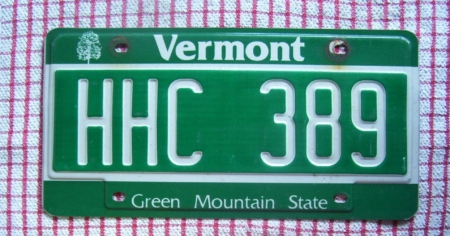 Vermont
HHC 389
Green Mountain State